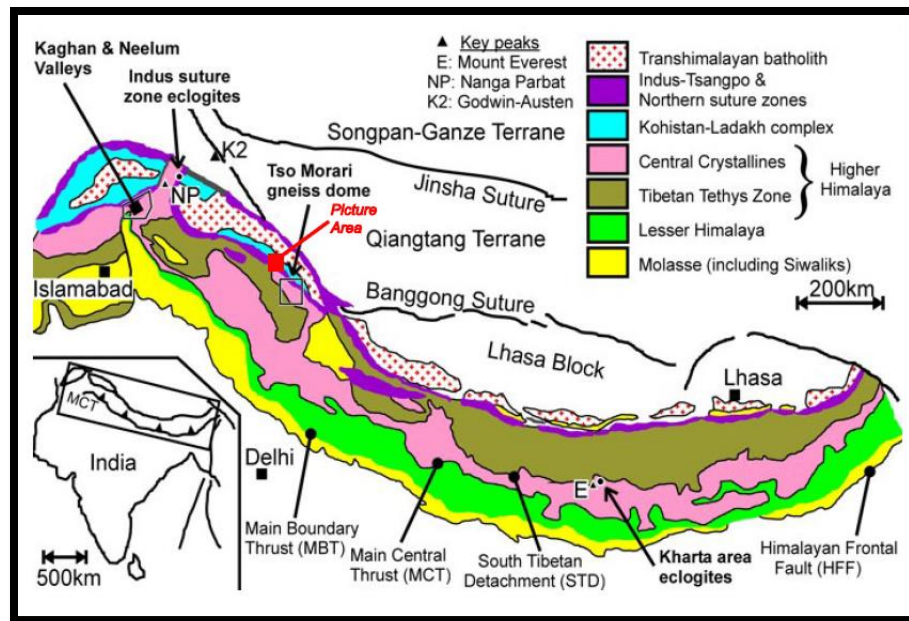 Kaghan & Neelum
Valleys
Indus suture
zone eclogites
▲ Key peaks
E: Mount Everest
NP: Nanga Parbat
K2: Godwin-Austen
Transhimalayan batholith
Indus-Tsangpo &
Northern suture zones
Kohistan-Ladakh complex
Central Crystallines
Tibetan Tethys Zone
Higher
Himalaya
Lesser Himalaya
Molasse (including Siwaliks)
200km
K2
NP
Songpan-Ganze Terrane
Tso Morari
gneiss dome
Jinsha Suture
Picture
Area
Qiangtang Terrane
Islamabad
Banggong Suture
Lhasa Block
Lhasa
MCT
India
500km
Delhi
E
Main Boundary
Thrust (MBT)
Main Central
Thrust (MCT)
South Tibetan
Detachment (STD)
Kharta area
eclogites
Himalayan Frontal
Fault (HFF)